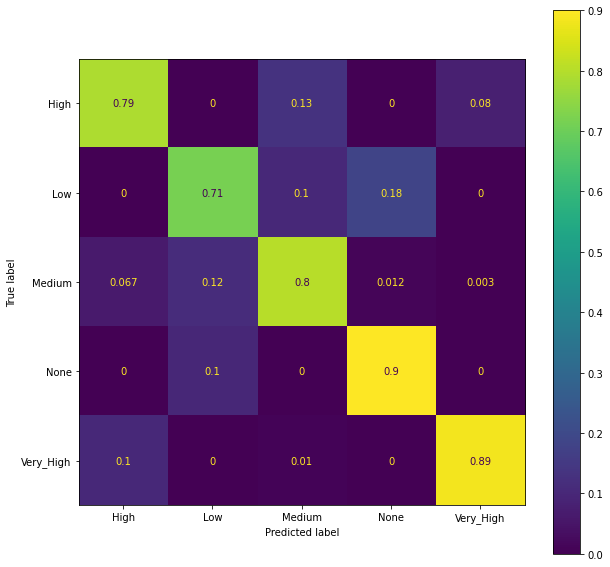 High 0.79 0 0.13 0 0.08
Low 0 0.71 0.1 0.18 0
Medium 0.067 0.12 0.8 0.012 0.003
None 0 0.1 0 0.9 0
Very_High 0.1 0 0.01 0 0.89
High Low Medium None Very_High
Predicted label
True label
0.9
0.8
0.7
0.6
0.5
0.4
0.3
0.2
0.1
0.0